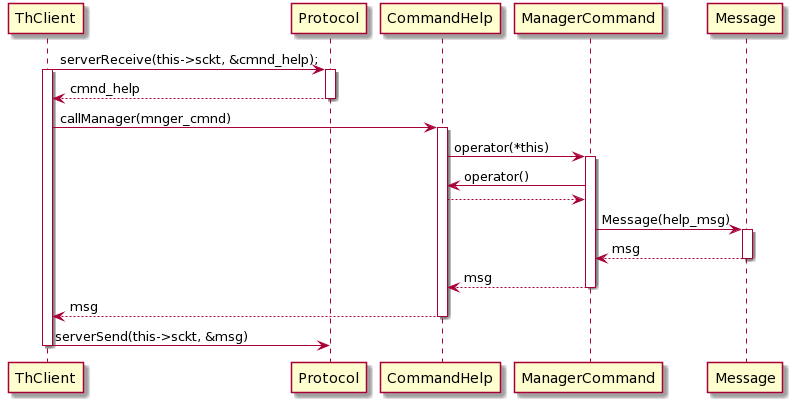 ThClient Protocol CommandHelp ManagerCommand Message
serverReceive(this->sckt, &cmnd_help);
cmnd_help
callManager(mnger_cmnd)
operator(*this)
operator()
Message(help_msg)
msg
msg
msg
serverSend(this->sckt, &msg)
ThClient Protocol CommandHelp ManagerCommand Message